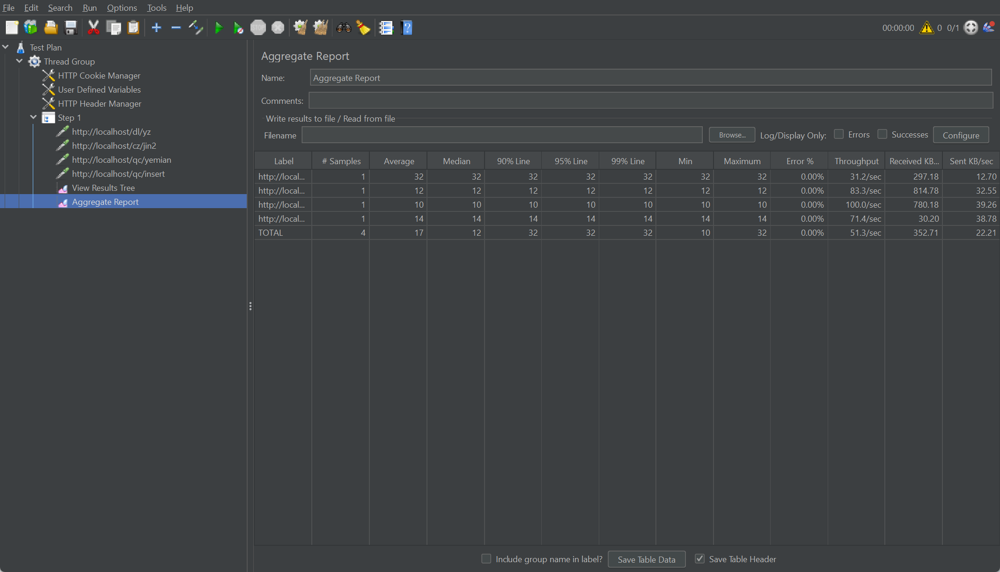 File Edit Search Run Options Tools Help
STOP
00:00:00 0 0/1
Test Plan
Thread Group
HTTP Cookie Manager
User Defined Variables
HTTP Header Manager
Step 1
http://localhost/dl/yz
http://localhost/cz/jin2
http://localhost/qc/yemian
http://localhost/qc/insert
View Results Tree
Aggregate Report
Aggregate Report
Name: Aggregate Report
Comments:
Write results to file / Read from file
Filename Browse... Log/Display Only: Errors Successes Configure
Label # Samples Average Median 90% Line 95% Line 99% Line Min Maximum Error % Throughput Received KB... Sent KB/sec
http://local... 1 32 32 32 32 32 32 32 0.00% 31.2/sec 297.18 12.70
http://local... 1 12 12 12 12 12 12 12 0.00% 83.3/sec 814.78 32.55
http://local... 1 10 10 10 10 10 10 10 0.00% 100.0/sec 780.18 39.26
http://local... 1 14 14 14 14 14 14 14 0.00% 71.4/sec 30.20 38.78
TOTAL 4 17 12 32 32 32 10 32 0.00% 51.3/sec 352.71 22.21
Include group name in label? Save Table Data Save Table Header